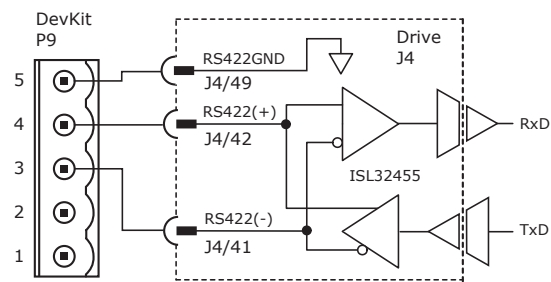 DevKit
P9
5
4
3
2
1
RS422GND
J4/49
RS422(+)
J4/42
RS422(-)
J4/41
Drive
J4
ISL32455
RxD
TxD